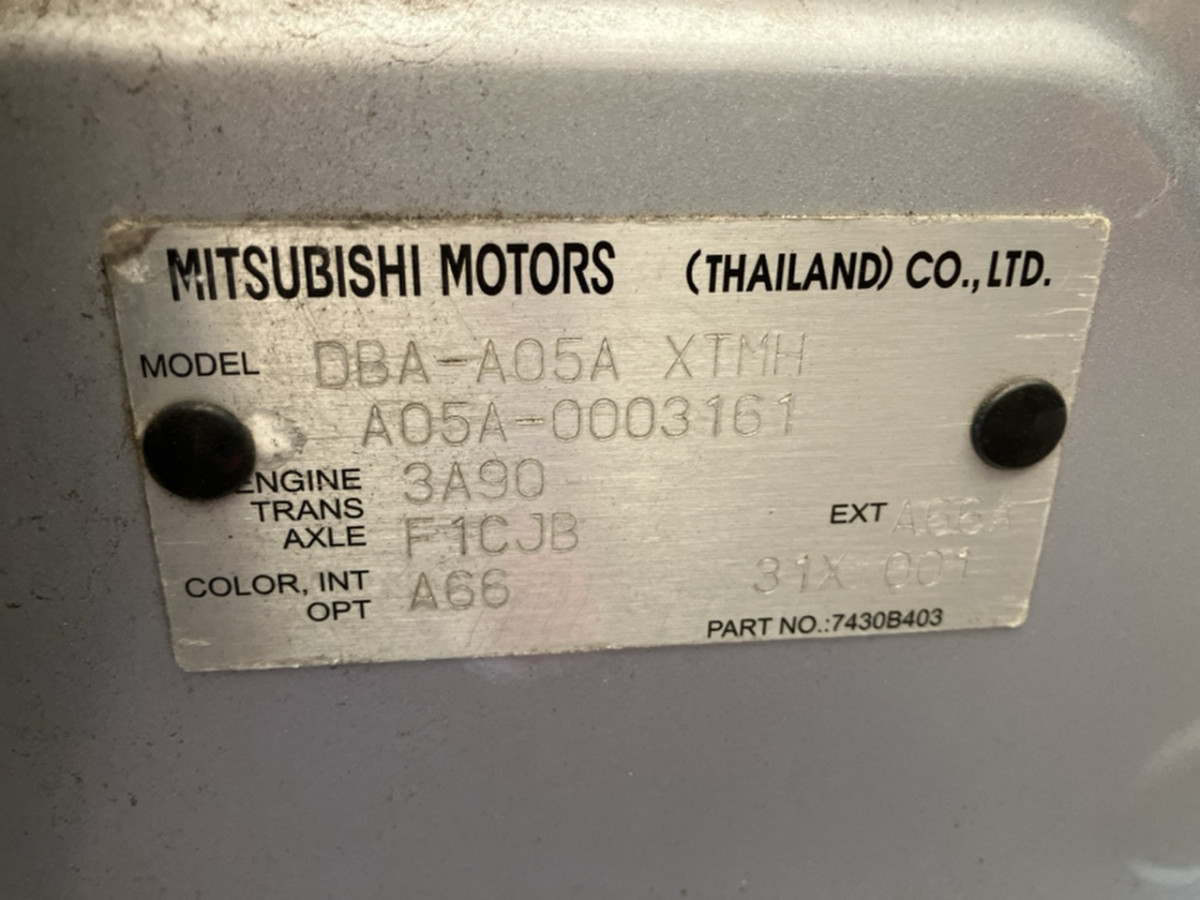 MITSUBISHI MOTORS (THAILAND) CO., LTD.
MODEL DBA-A05A XTMH
A05A-0003161
ENGINE 3A90
TRANS
AXLE F1CJB EXT A66A
COLOR, INT
OPT A66 31X 001
PART NO.:7430B403